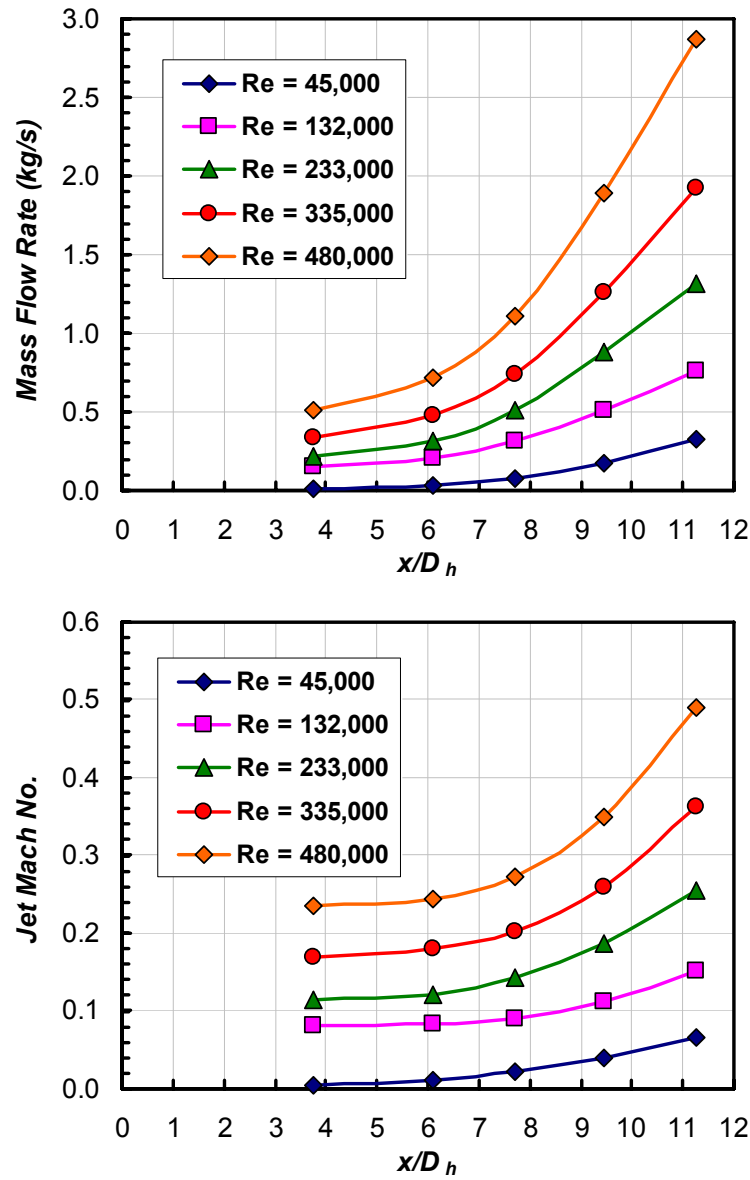 3.0
2.5
2.0
1.5
1.0
0.5
0.0
Mass Flow Rate (kg/s)
Re = 45,000
Re = 132,000
Re = 233,000
Re = 335,000
Re = 480,000
0 1 2 3 4 5 6 7 8 9 10 11 12
x/D h
0.6
0.5
0.4
0.3
0.2
0.1
0.0
Jet Mach No.
Re = 45,000
Re = 132,000
Re = 233,000
Re = 335,000
Re = 480,000
0 1 2 3 4 5 6 7 8 9 10 11 12
x/D h